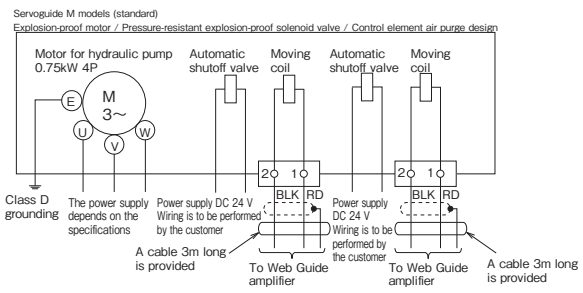 Servoguide M models (standard)
Explosion-proof motor / Pressure-resistant explosion-proof solenoid valve / Control element air purge design
Motor for hydraulic pump
0.75kW 4P
Automatic
shutoff valve
Moving
coil
Automatic
shutoff valve
Moving
coil
E
M
3～
U
V
W
2
1
2
1
BLK RD
BLK RD
Class D
grounding
The power supply
depends on the
specifications
Power supply DC 24 V
Wiring is to be performed
by the customer
Power supply
DC 24 V
Wiring is to be
performed by
the customer
A cable 3m long
is provided
To Web Guide
amplifier
To Web Guide
amplifier
A cable 3m long
is provided